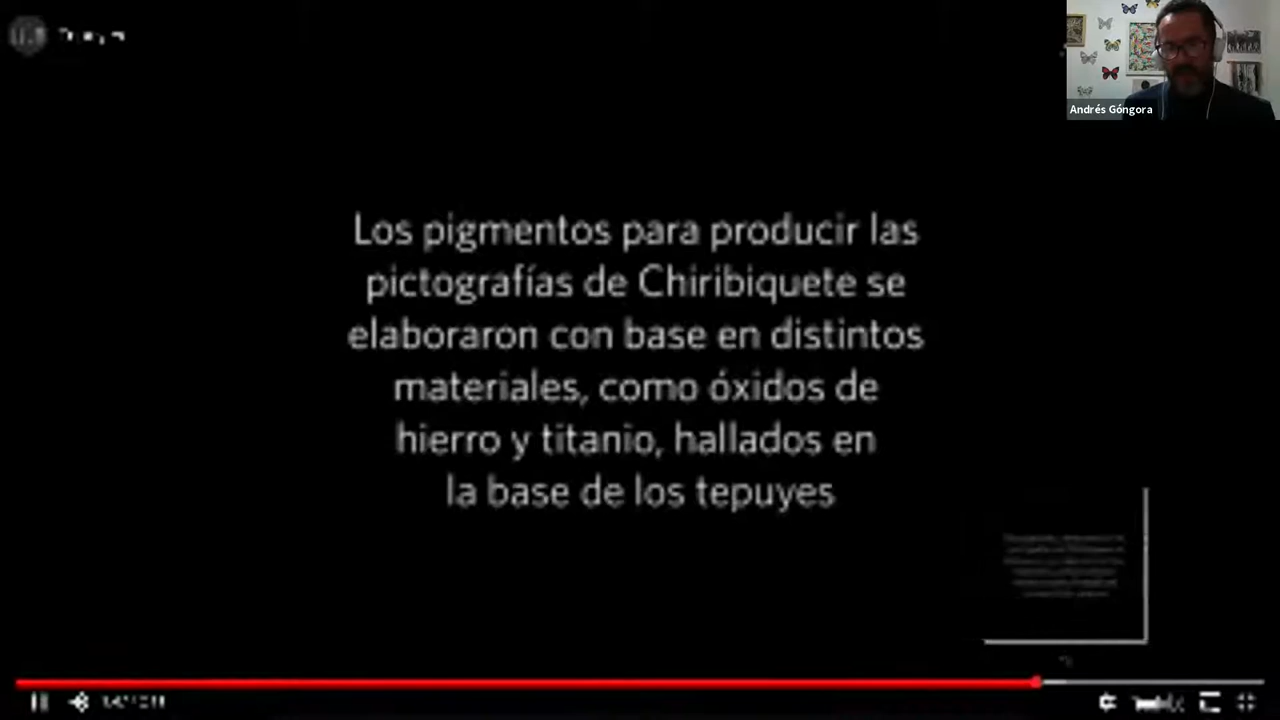 Andrés Góngora
Los pigmentos para producir las
pictografías de Chiribiquete se
elaboraron con base en distintos
materiales, como óxidos de
hierro y titanio, hallados en
la base de los tepuyes